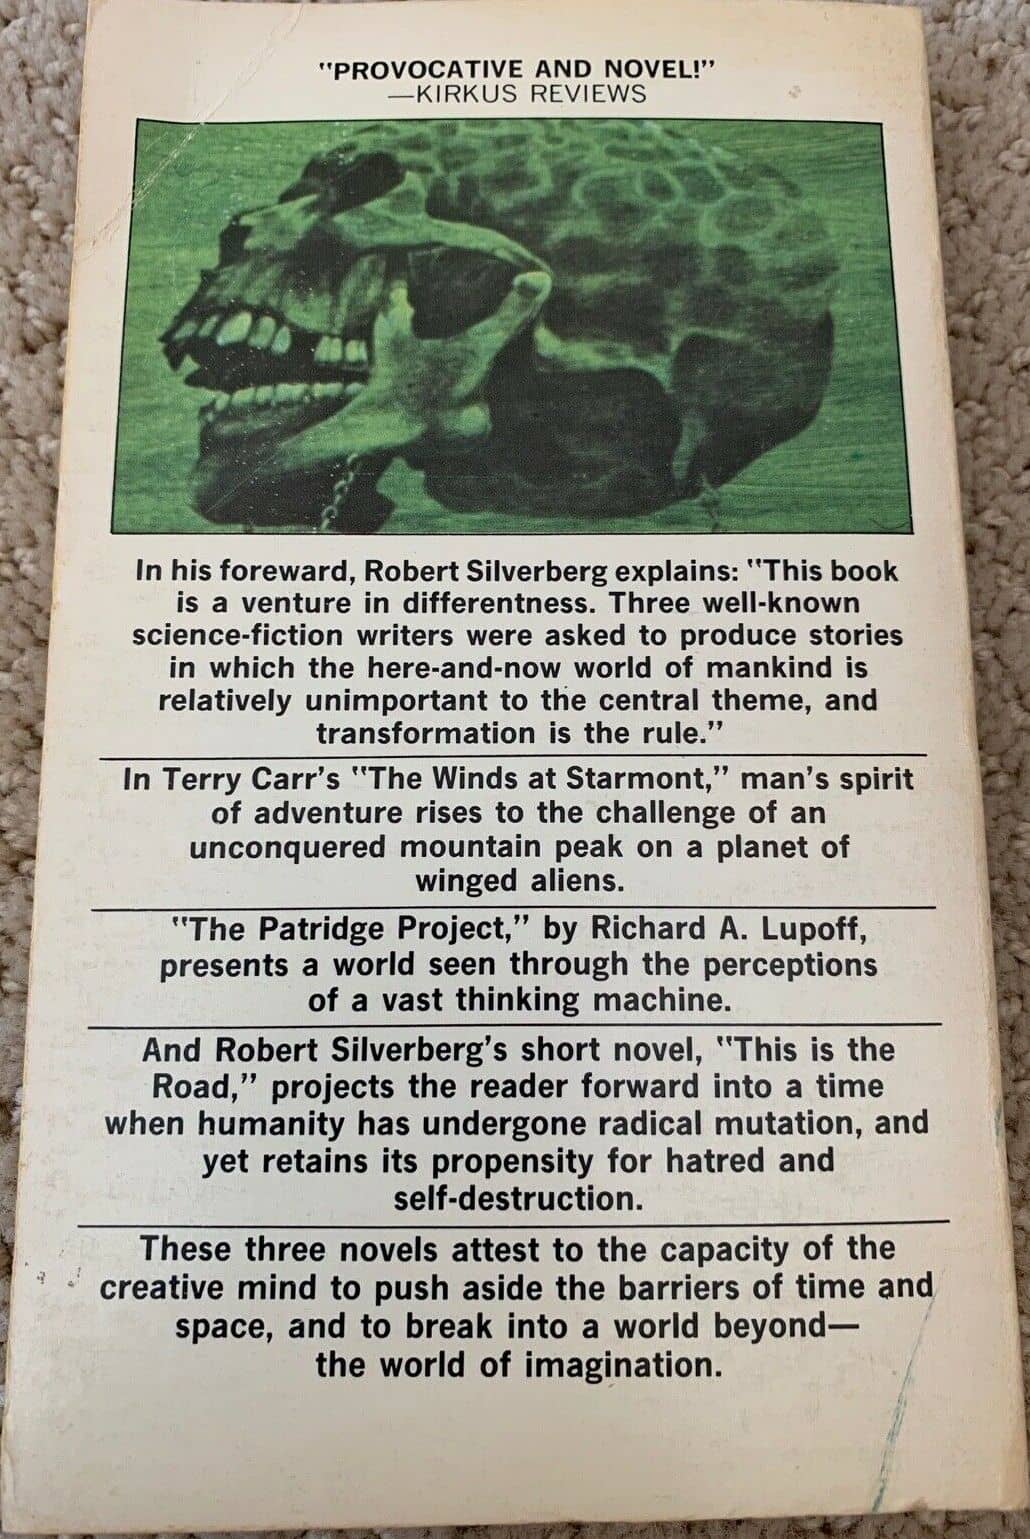 "PROVOCATIVE AND NOVEL!"
—KIRKUS REVIEWS
In his foreward, Robert Silverberg explains: "This book
is a venture in differentness. Three well-known
science-fiction writers were asked to produce stories
in which the here-and-now world of mankind is
relatively unimportant to the central theme, and
transformation is the rule."
In Terry Carr's "The Winds at Starmont," man's spirit
of adventure rises to the challenge of an
unconquered mountain peak on a planet of
winged aliens.
"The Patridge Project," by Richard A. Lupoff,
presents a world seen through the perceptions
of a vast thinking machine.
And Robert Silverberg's short novel, "This is the
Road," projects the reader forward into a time
when humanity has undergone radical mutation, and
yet retains its propensity for hatred and
self-destruction.
These three novels attest to the capacity of the
creative mind to push aside the barriers of time and
space, and to break into a world beyond—
the world of imagination.